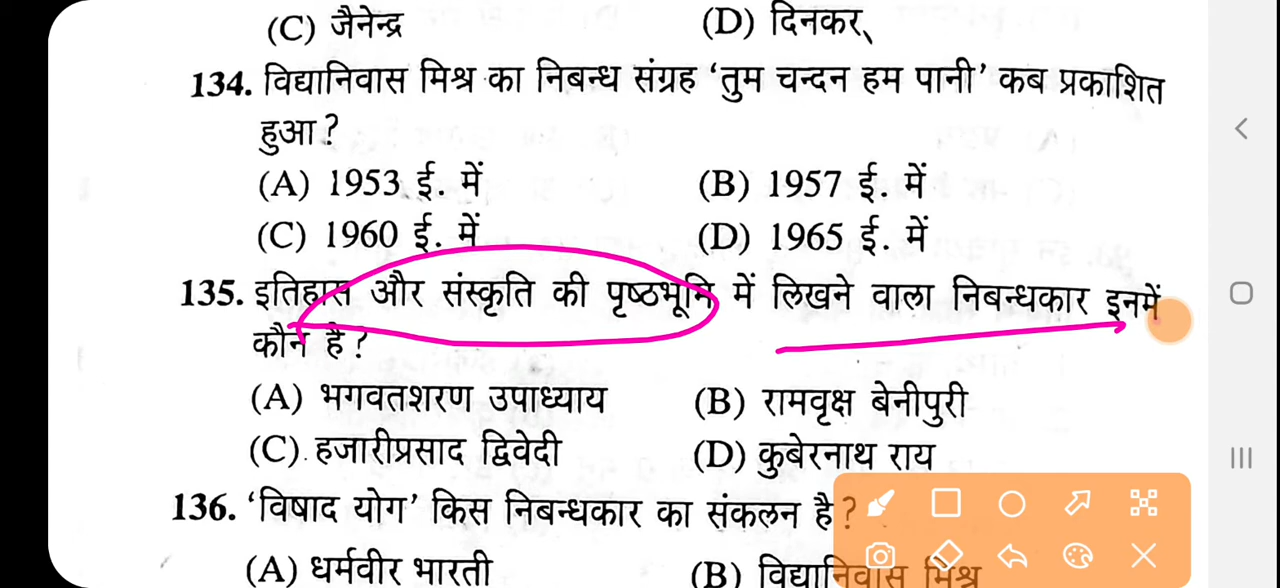 (C) जैनेन्द्र (D) दिनकर
134. विद्यानिवास मिश्र का निबन्ध संग्रह ‘तुम चन्दन हम पानी’ कब प्रकाशित
हुआ?
(A) 1953 ई. में (B) 1957 ई. में
(C) 1960 ई. में (D) 1965 ई. में
135. इतिहास और संस्कृति की पृष्ठभूमि में लिखने वाला निबन्धकार इनमें
कौन है?
(A) भगवतशरण उपाध्याय (B) रामवृक्ष बेनीपुरी
(C) हजारीप्रसाद द्विवेदी (D) कुबेरनाथ राय
136. ‘विषाद योग’ किस निबन्धकार का संकलन है?
(A) धर्मवीर भारती (B) विद्यानिवास मिश्र